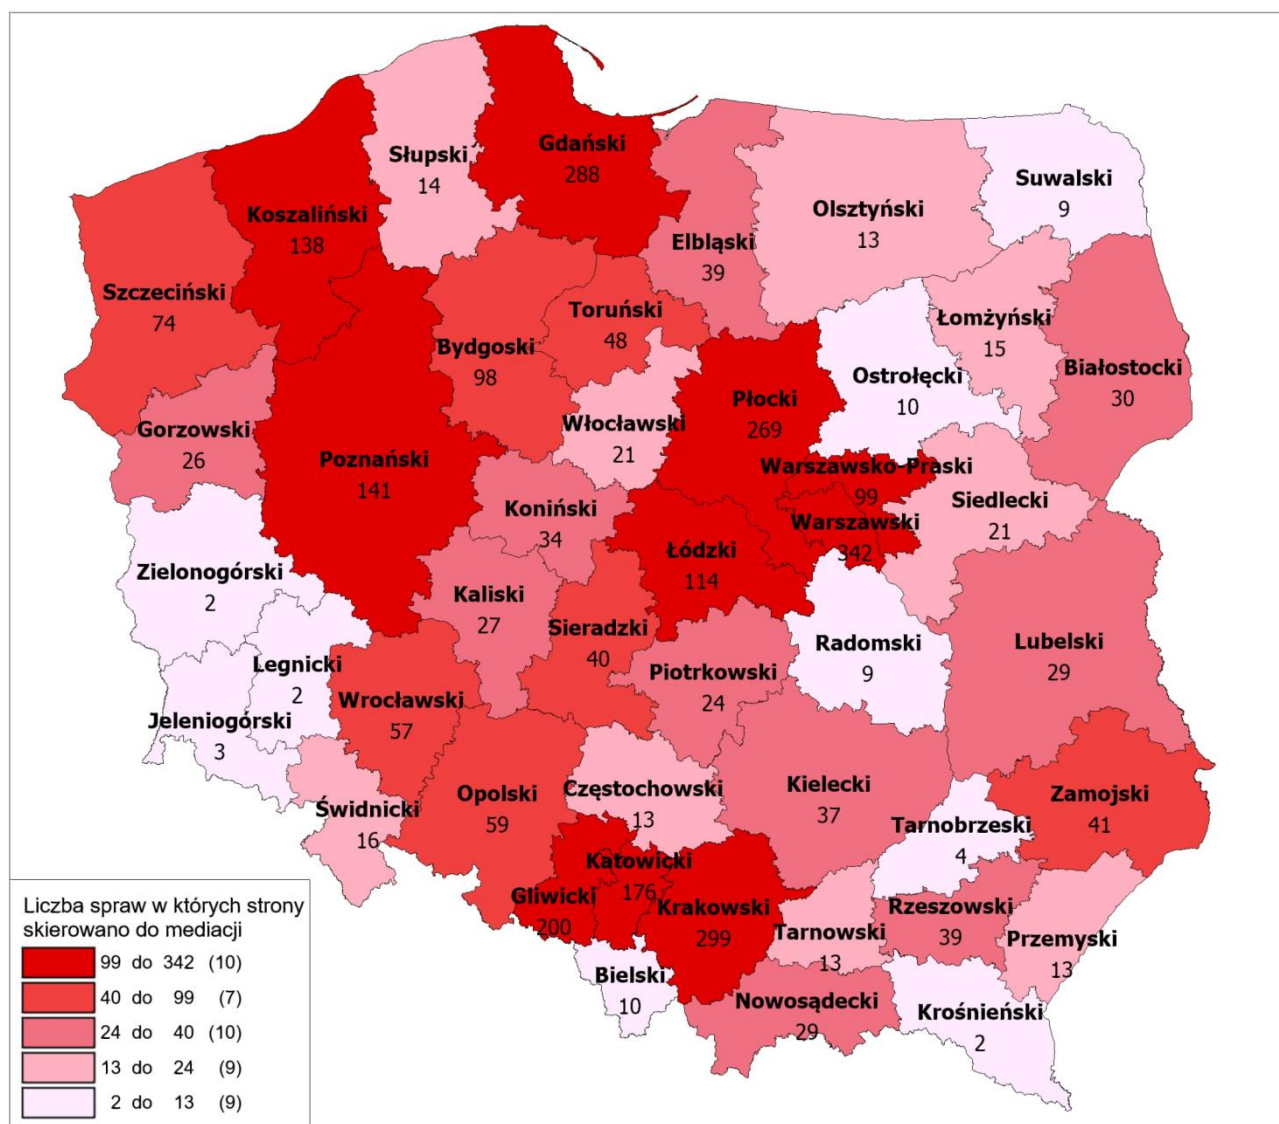 Gdański
288
Słupski
14
Suwalski
9
Koszaliński
138
Olsztyński
13
Elbląski
39
Szczeciński
74
Toruński
48
Łomżyński
15
Bydgoski
98
Białostocki
30
Ostrołęcki
10
Płocki
269
Włocławski
21
Gorzowski
26
Poznański
141
Warszawsko-Praski
99
Siedlecki
21
Koniński
34
Warszawski
342
Łódzki
114
Zielonogórski
2
Kaliski
27
Sieradzki
40
Radomski
9
Lubelski
29
Legnicki
2
Piotrkowski
24
Wrocławski
57
Jeleniogórski
3
Kielecki
37
Częstochowski
13
Opolski
59
Zamojski
41
Świdnicki
16
Tarnobrzeski
4
Katowicki
176
Gliwicki
200
Krakowski
299
Rzeszowski
39
Tarnowski
13
Przemyski
13
Bielski
10
Nowosądecki
29
Krośnieński
2
Liczba spraw w których strony
skierowano do mediacji
99 do 342 (10)
40 do 99 (7)
24 do 40 (10)
13 do 24 (9)
2 do 13 (9)